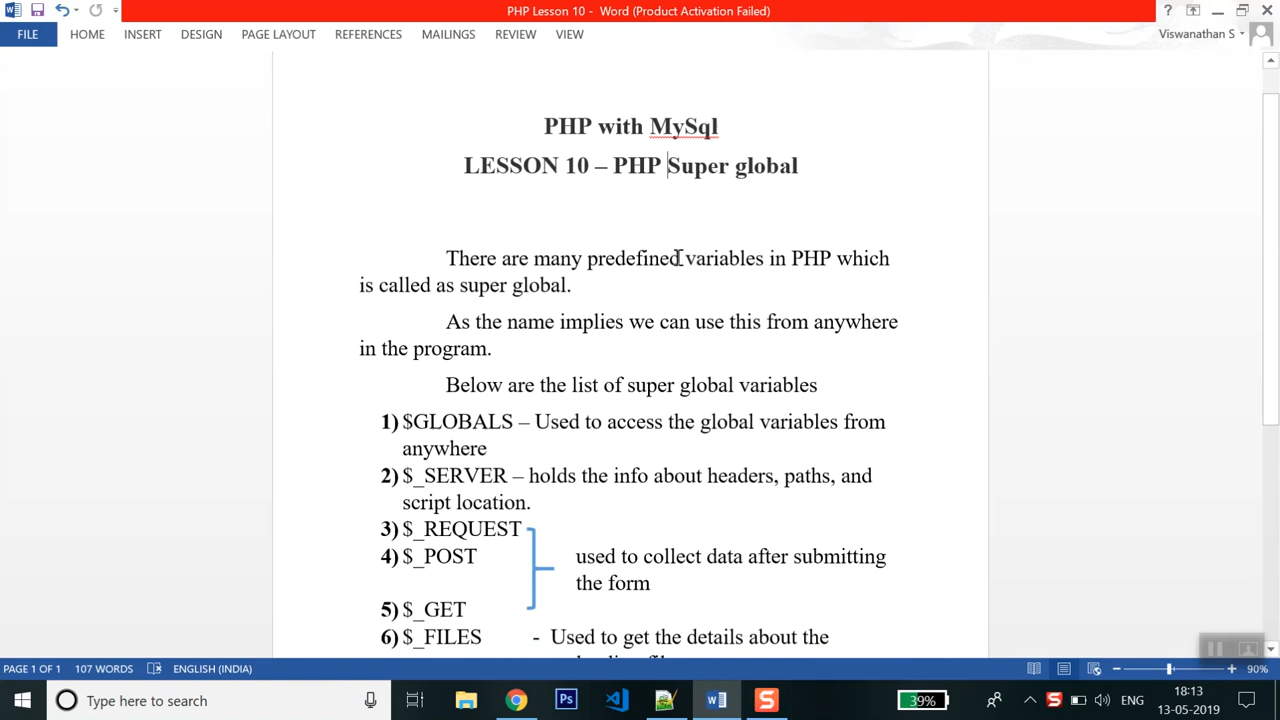 PHP Lesson 10 - Word (Product Activation Failed)
FILE HOME INSERT DESIGN PAGE LAYOUT REFERENCES MAILINGS REVIEW VIEW Viswanathan S
PHP with MySql
LESSON 10 – PHP Super global
There are many predefined variables in PHP which
is called as super global.
As the name implies we can use this from anywhere
in the program.
Below are the list of super global variables
1) $GLOBALS – Used to access the global variables from
anywhere
2) $_SERVER – holds the info about headers, paths, and
script location.
3) $_REQUEST
4) $_POST used to collect data after submitting
the form
5) $_GET
6) $_FILES - Used to get the details about the
PAGE 1 OF 1 107 WORDS ENGLISH (INDIA) 90%
Type here to search 39% ENG 18:13
13-05-2019